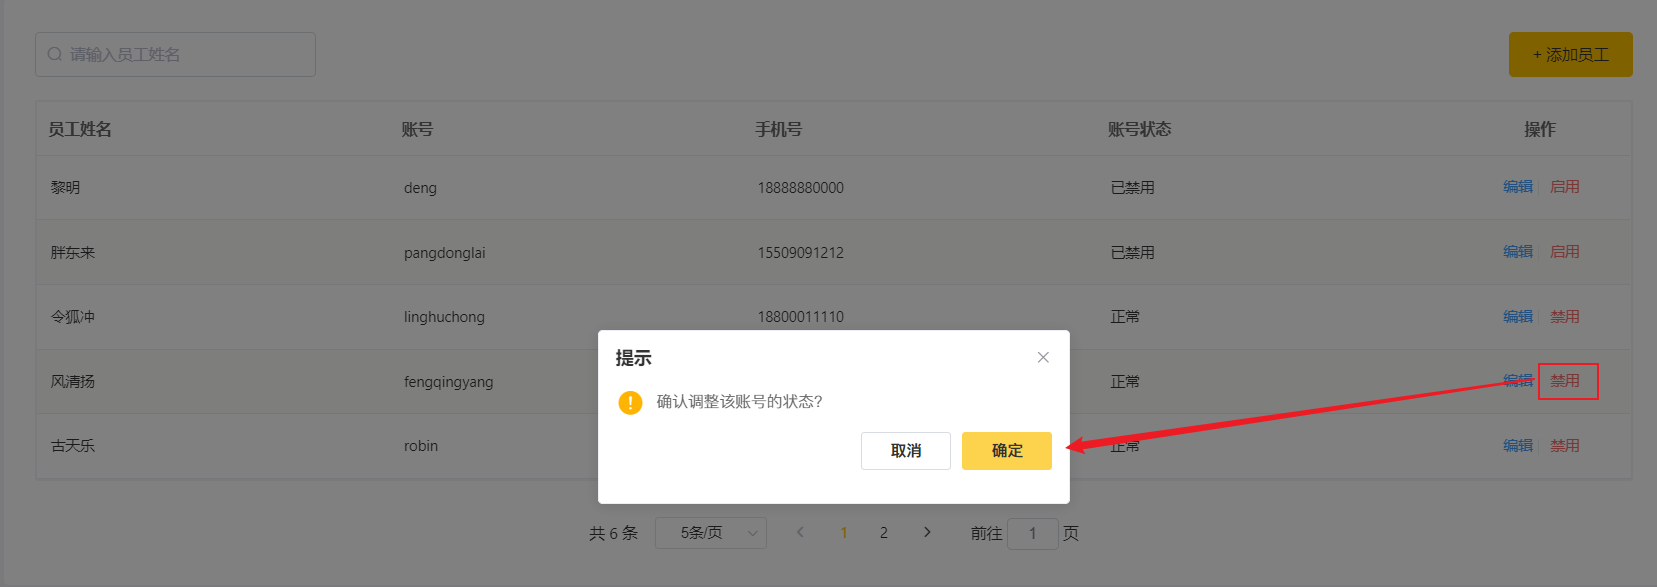 请输入员工姓名
+ 添加员工
员工姓名 账号 手机号 账号状态 操作
黎明 deng 18888880000 已禁用 编辑 启用
胖东来 pangdonglai 15509091212 已禁用 编辑 启用
令狐冲 linghuchong 18800011110 正常 编辑 禁用
风清扬 fengqingyang 正常 编辑 禁用
古天乐 robin 正常 编辑 禁用
提示
确认调整该账号的状态?
取消 确定
共 6 条 5条/页 1 2 前往 1 页